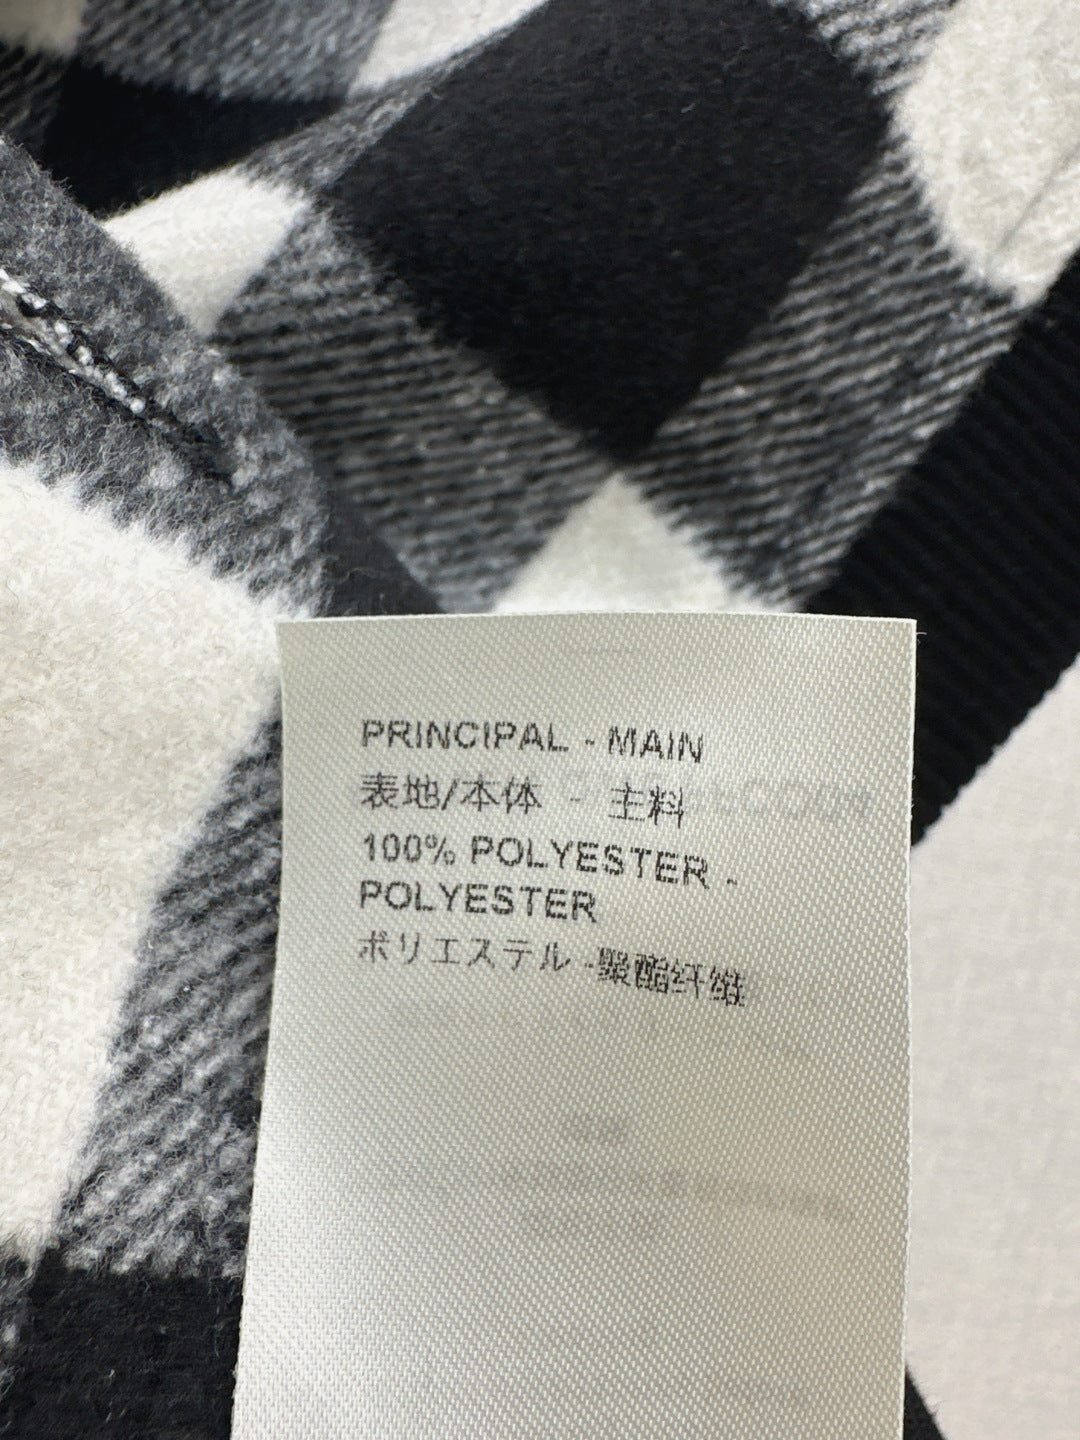 PRINCIPAL - MAIN
表地/本体 - 主料
100% POLYESTER -
POLYESTER
ポリエステル -聚酯纤维